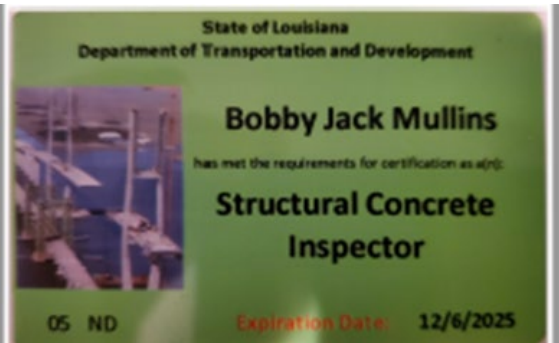 State of Louisiana
Department of Transportation and Development
Bobby Jack Mullins
has met the requirements for certification as a(n):
Structural Concrete
Inspector
05 ND
Expiration Date: 12/6/2025